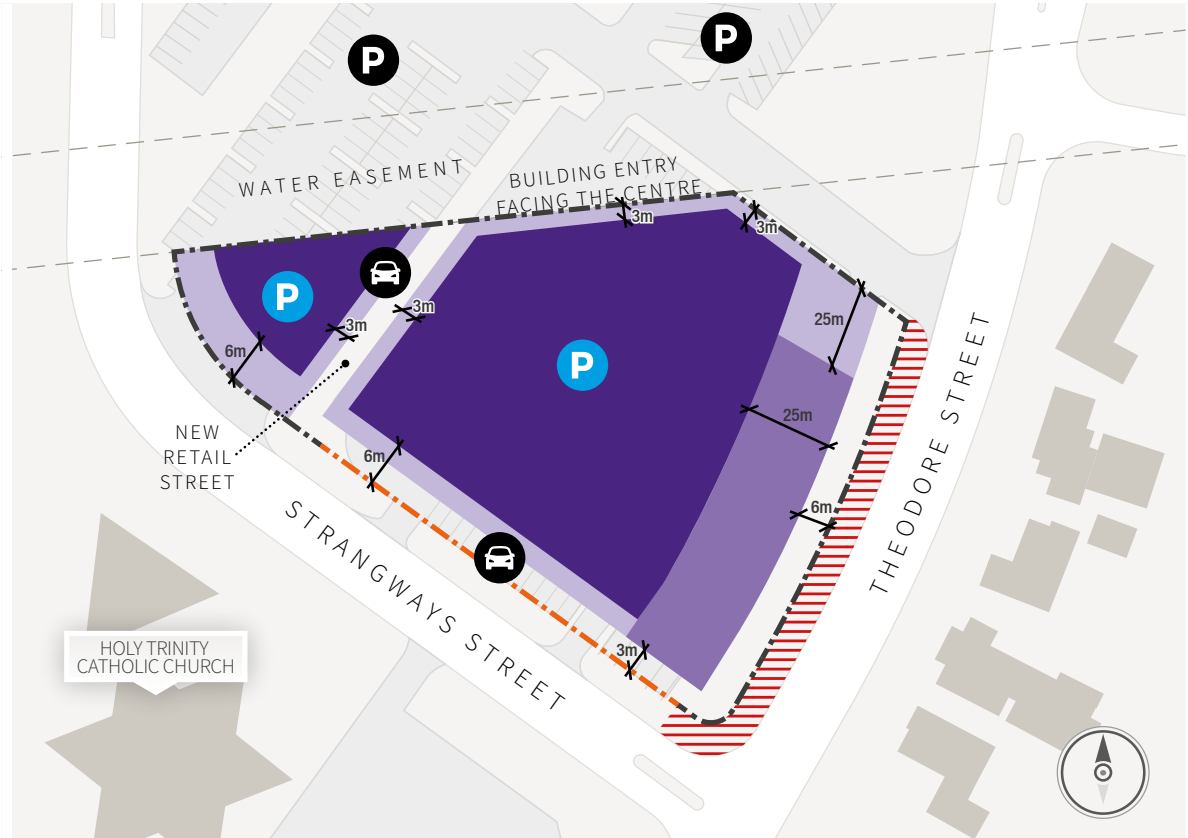 P
P
WATER EASEMENT
BUILDING ENTRY
FACING THE CENTRE
3m
3m
P
3m
3m
25m
6m
P
25m
NEW
RETAIL
STREET
6m
6m
STRANGWAYS STREET
THEODORE STREET
3m
HOLY TRINITY
CATHOLIC CHURCH